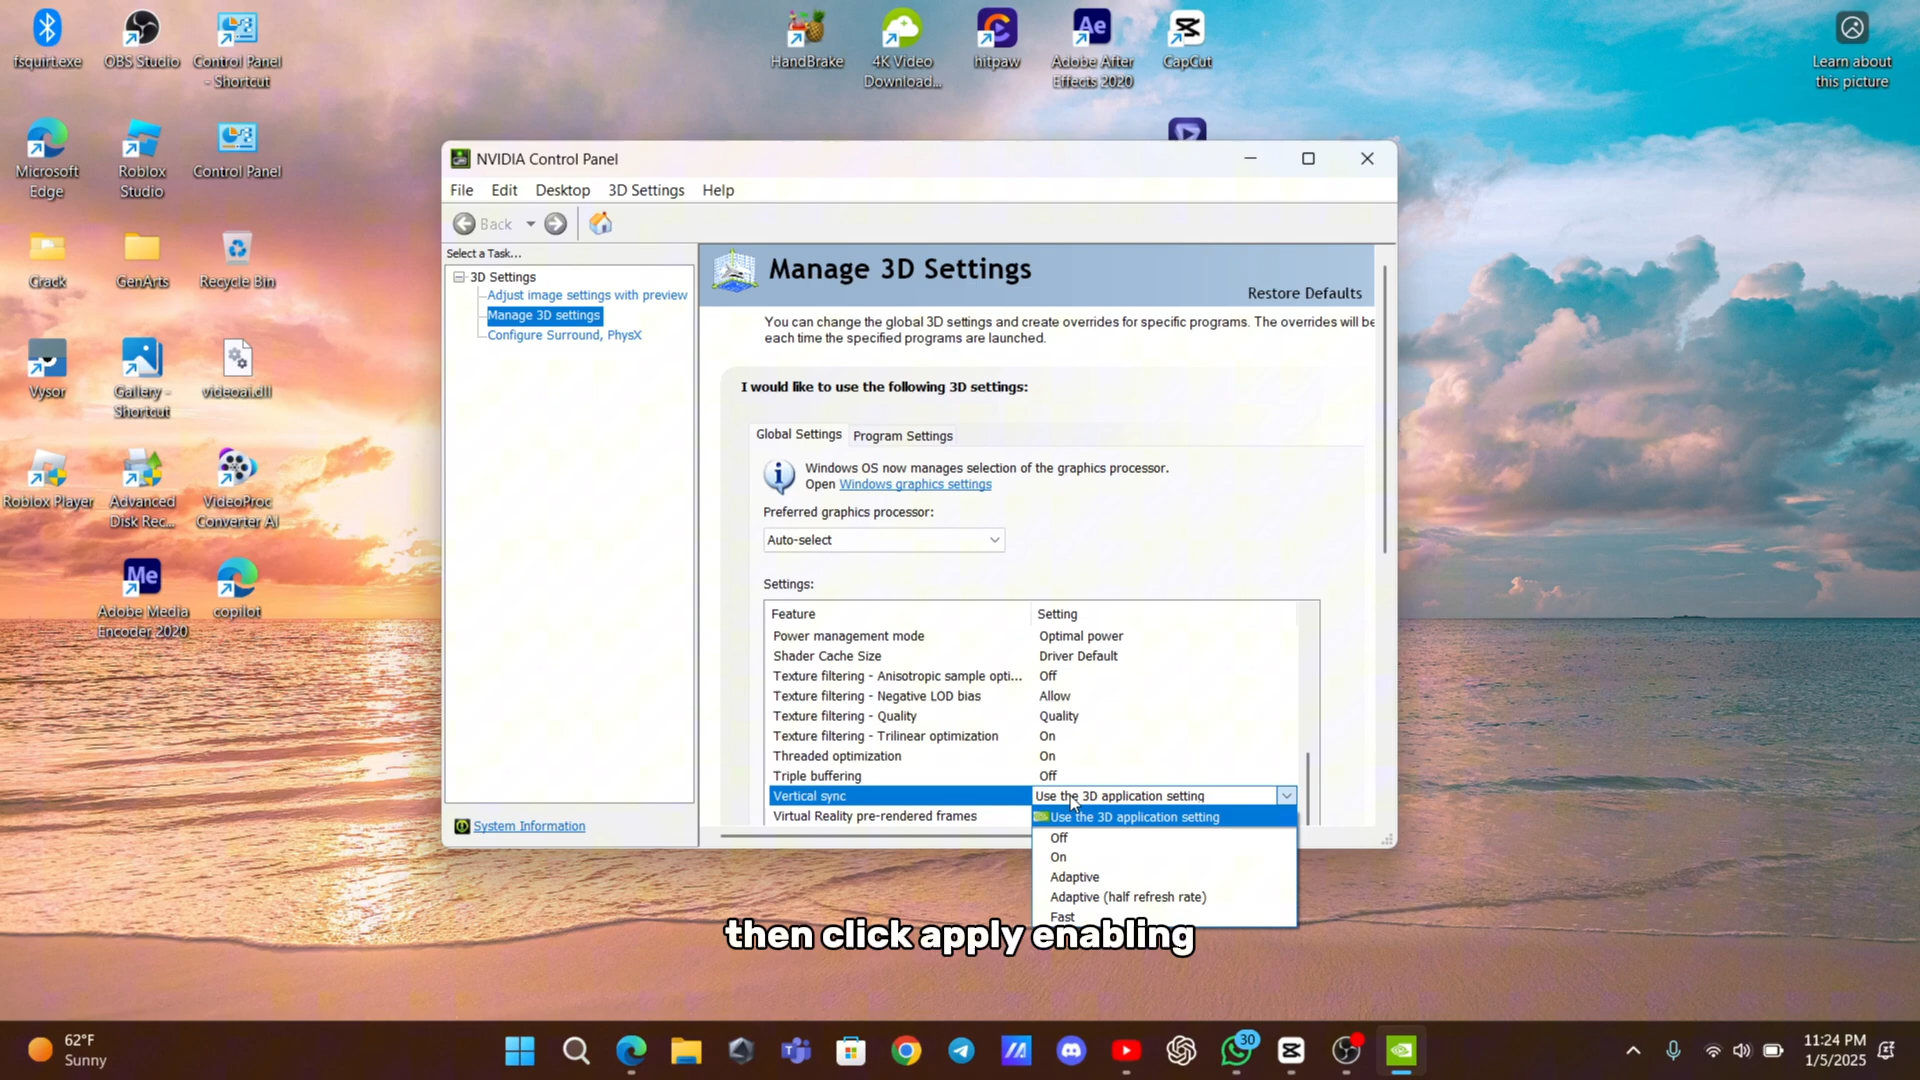 fsquirt.exe
OBS Studio
Control Panel
- Shortcut
HandBrake
4K Video
Download...
hitpaw
Ae
Adobe After
Effects 2020
CapCut
Learn about
this picture
Microsoft
Edge
Roblox
Studio
Control Panel
Crack
GenArts
Recycle Bin
Vysor
Gallery -
Shortcut
videoai.dll
Roblox Player
Advanced
Disk Rec...
VideoProc
Converter AI
Me
Adobe Media
Encoder 2020
copilot
NVIDIA Control Panel
File Edit Desktop 3D Settings Help
Back
Select a Task...
3D Settings
Adjust image settings with preview
Manage 3D settings
Configure Surround, PhysX
System Information
Manage 3D Settings
Restore Defaults
You can change the global 3D settings and create overrides for specific programs. The overrides will be
each time the specified programs are launched.
I would like to use the following 3D settings:
Global Settings Program Settings
Windows OS now manages selection of the graphics processor.
Open Windows graphics settings
Preferred graphics processor:
Auto-select
Settings:
Feature Setting
Power management mode Optimal power
Shader Cache Size Driver Default
Texture filtering - Anisotropic sample opti... Off
Texture filtering - Negative LOD bias Allow
Texture filtering - Quality Quality
Texture filtering - Trilinear optimization On
Threaded optimization On
Triple buffering Off
Vertical sync Use the 3D application setting
Virtual Reality pre-rendered frames
Use the 3D application setting
Off
On
Adaptive
Adaptive (half refresh rate)
Fast
then click apply enabling
62°F
Sunny
30
11:24 PM
1/5/2025